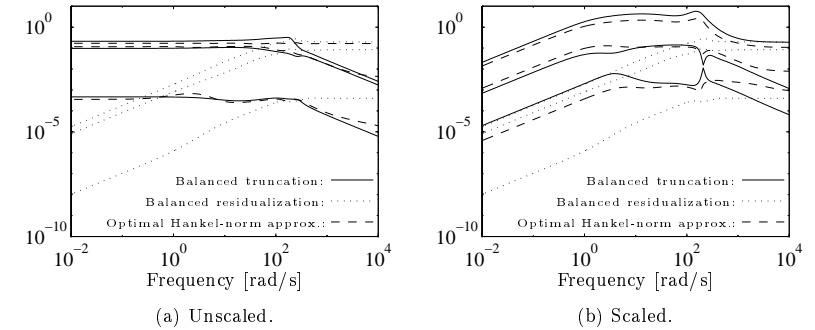 10^0
10^-5
10^-10
10^-2
10^0
10^2
10^4
Balanced truncation:
Balanced residualization:
Optimal Hankel-norm approx.:
Frequency [rad/s]
(a) Unscaled.
10^0
10^-5
10^-10
10^-2
10^0
10^2
10^4
Balanced truncation:
Balanced residualization:
Optimal Hankel-norm approx.:
Frequency [rad/s]
(b) Scaled.